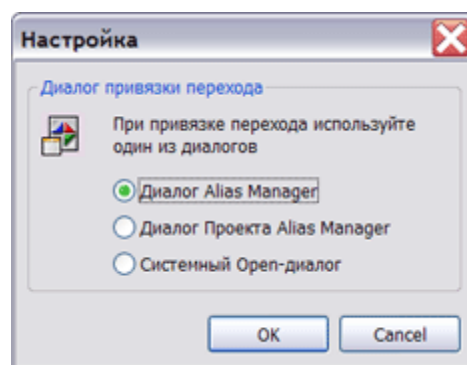 Настройка
Диалог привязки перехода
При привязке перехода используйте
один из диалогов
Диалог Alias Manager
Диалог Проекта Alias Manager
Системный Open-диалог
OK
Cancel